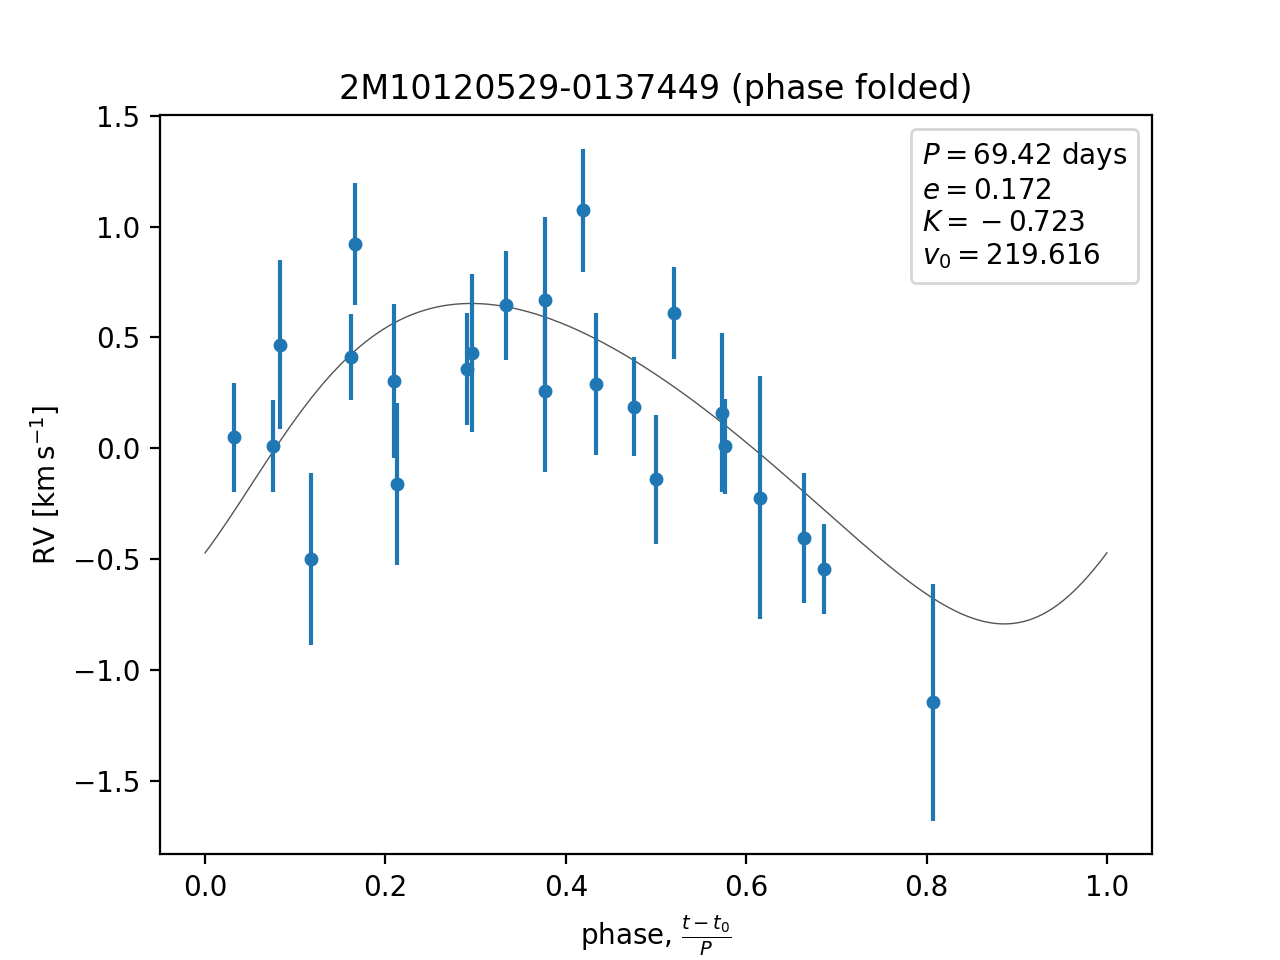 2M10120529-0137449 (phase folded)
P = 69.42 days
e = 0.172
K = −0.723
v₀ = 219.616
1.5
1.0
0.5
0.0
−0.5
−1.0
−1.5
RV [km s⁻¹]
0.0 0.2 0.4 0.6 0.8 1.0
phase, (t − t₀)/P